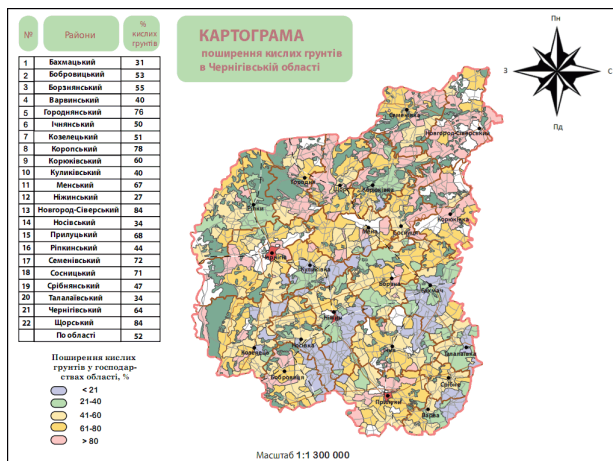 № Райони % кислих грунтів
1 Бахмацький 31
2 Бобровицький 53
3 Борзнянський 55
4 Варвинський 40
5 Городнянський 76
6 Ічнянський 50
7 Козелецький 51
8 Коропський 78
9 Корюківський 60
10 Куликівський 40
11 Менський 67
12 Ніжинський 27
13 Новгород-Сіверський 84
14 Носівський 34
15 Прилуцький 68
16 Ріпкинський 44
17 Семенівський 72
18 Сосницький 71
19 Срібнянський 47
20 Талалаївський 34
21 Чернігівський 64
22 Щорський 84
По області 52
Поширення кислих
грунтів у господар-
ствах області, %
< 21
21-40
41-60
61-80
> 80
КАРТОГРАМА
поширення кислих грунтів
в Чернігівській області
Пн
З
С
Пд
Семенівка
Новгород-Сіверський
Городня
Корюківка
Ріпки
Мена
Сосниця
Чернігів
Куликівка
Борзна
Бахмач
Ніжин
Носівка
Козелець
Бобровиця
Талалаївка
Срібне
Прилуки
Варва
Масштаб 1:1 300 000